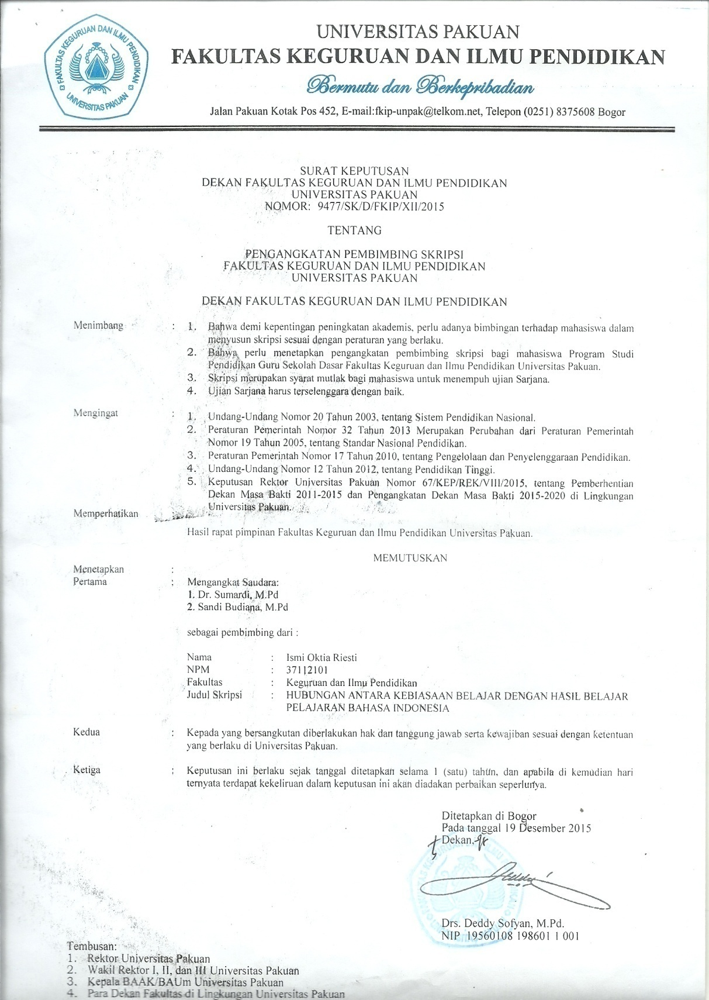 FAKULTAS KEGURUAN DAN ILMU PENDIDIKAN
UNIVERSITAS PAKUAN
UNIVERSITAS PAKUAN
FAKULTAS KEGURUAN DAN ILMU PENDIDIKAN
Bermutu dan Berkepribadian
Jalan Pakuan Kotak Pos 452, E-mail:fkip-unpak@telkom.net, Telepon (0251) 8375608 Bogor
SURAT KEPUTUSAN
DEKAN FAKULTAS KEGURUAN DAN ILMU PENDIDIKAN
UNIVERSITAS PAKUAN
NOMOR: 9477/SK/D/FKIP/XII/2015
TENTANG
PENGANGKATAN PEMBIMBING SKRIPSI
FAKULTAS KEGURUAN DAN ILMU PENDIDIKAN
UNIVERSITAS PAKUAN
DEKAN FAKULTAS KEGURUAN DAN ILMU PENDIDIKAN
Menimbang : 1. Bahwa demi kepentingan peningkatan akademis, perlu adanya bimbingan terhadap mahasiswa dalam
menyusun skripsi sesuai dengan peraturan yang berlaku.
2. Bahwa perlu menetapkan pengangkatan pembimbing skripsi bagi mahasiswa Program Studi
Pendidikan Guru Sekolah Dasar Fakultas Keguruan dan Ilmu Pendidikan Universitas Pakuan.
3. Skripsi merupakan syarat mutlak bagi mahasiswa untuk menempuh ujian Sarjana.
4. Ujian Sarjana harus terselenggara dengan baik.
Mengingat : 1. Undang-Undang Nomor 20 Tahun 2003, tentang Sistem Pendidikan Nasional.
2. Peraturan Pemerintah Nomor 32 Tahun 2013 Merupakan Perubahan dari Peraturan Pemerintah
Nomor 19 Tahun 2005, tentang Standar Nasional Pendidikan.
3. Peraturan Pemerintah Nomor 17 Tahun 2010, tentang Pengelolaan dan Penyelenggaraan Pendidikan.
4. Undang-Undang Nomor 12 Tahun 2012, tentang Pendidikan Tinggi.
5. Keputusan Rektor Universitas Pakuan Nomor 67/KEP/REK/VIII/2015, tentang Pemberhentian
Dekan Masa Bakti 2011-2015 dan Pengangkatan Dekan Masa Bakti 2015-2020 di Lingkungan
Universitas Pakuan.
Memperhatikan
Hasil rapat pimpinan Fakultas Keguruan dan Ilmu Pendidikan Universitas Pakuan.
MEMUTUSKAN
Menetapkan :
Pertama : Mengangkat Saudara:
1. Dr. Sumardi, M.Pd
2. Sandi Budiana, M.Pd
sebagai pembimbing dari :
Nama : Ismi Oktia Riesti
NPM : 37112101
Fakultas : Keguruan dan Ilmu Pendidikan
Judul Skripsi : HUBUNGAN ANTARA KEBIASAAN BELAJAR DENGAN HASIL BELAJAR
PELAJARAN BAHASA INDONESIA
Kedua : Kepada yang bersangkutan diberlakukan hak dan tanggung jawab serta kewajiban sesuai dengan ketentuan
yang berlaku di Universitas Pakuan.
Ketiga : Keputusan ini berlaku sejak tanggal ditetapkan selama 1 (satu) tahun, dan apabila di kemudian hari
ternyata terdapat kekeliruan dalam keputusan ini akan diadakan perbaikan seperlunya.
Ditetapkan di Bogor
Pada tanggal 19 Desember 2015
Dekan,
Drs. Deddy Sofyan, M.Pd.
NIP 19560108 198601 1 001
Tembusan:
1. Rektor Universitas Pakuan
2. Wakil Rektor I, II, dan III Universitas Pakuan
3. Kepala BAAK/BAUm Universitas Pakuan
4. Para Dekan Fakultas di Lingkungan Universitas Pakuan